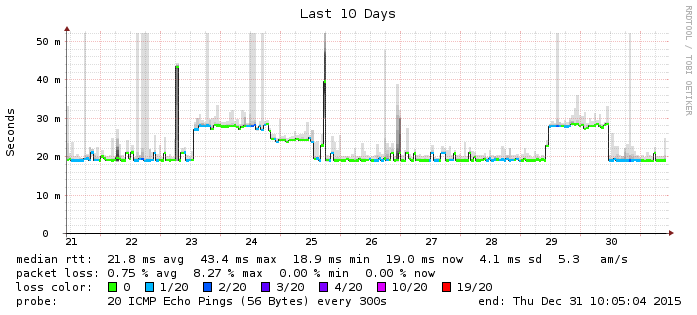 Last 10 Days
RRDTOOL / TOBI OETIKER
Seconds
50 m
40 m
30 m
20 m
10 m
0
21 22 23 24 25 26 27 28 29 30
median rtt: 21.8 ms avg 43.4 ms max 18.9 ms min 19.0 ms now 4.1 ms sd 5.3 am/s
packet loss: 0.75 % avg 8.27 % max 0.00 % min 0.00 % now
loss color: 0 1/20 2/20 3/20 4/20 10/20 19/20
probe: 20 ICMP Echo Pings (56 Bytes) every 300s end: Thu Dec 31 10:05:04 2015